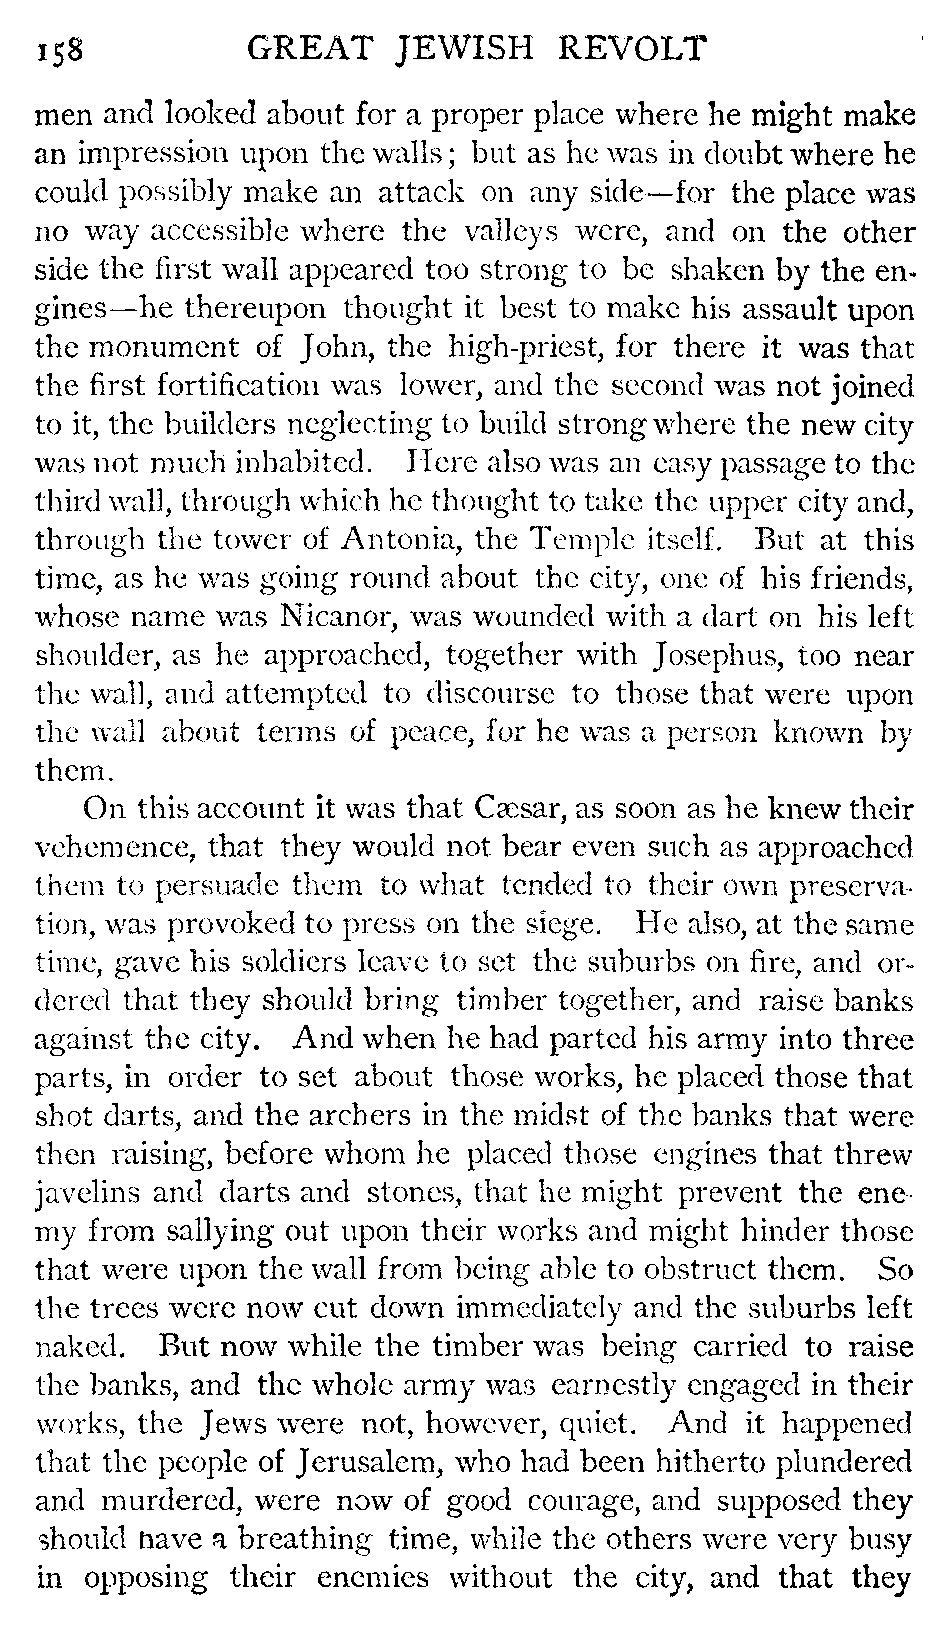 158 GREAT JEWISH REVOLT
men and looked about for a proper place where he might make
an impression upon the walls; but as he was in doubt where he
could possibly make an attack on any side—for the place was
no way accessible where the valleys were, and on the other
side the first wall appeared too strong to be shaken by the en-
gines—he thereupon thought it best to make his assault upon
the monument of John, the high-priest, for there it was that
the first fortification was lower, and the second was not joined
to it, the builders neglecting to build strong where the new city
was not much inhabited. Here also was an easy passage to the
third wall, through which he thought to take the upper city and,
through the tower of Antonia, the Temple itself. But at this
time, as he was going round about the city, one of his friends,
whose name was Nicanor, was wounded with a dart on his left
shoulder, as he approached, together with Josephus, too near
the wall, and attempted to discourse to those that were upon
the wall about terms of peace, for he was a person known by
them.
On this account it was that Cæsar, as soon as he knew their
vehemence, that they would not bear even such as approached
them to persuade them to what tended to their own preserva-
tion, was provoked to press on the siege. He also, at the same
time, gave his soldiers leave to set the suburbs on fire, and or-
dered that they should bring timber together, and raise banks
against the city. And when he had parted his army into three
parts, in order to set about those works, he placed those that
shot darts, and the archers in the midst of the banks that were
then raising, before whom he placed those engines that threw
javelins and darts and stones, that he might prevent the ene-
my from sallying out upon their works and might hinder those
that were upon the wall from being able to obstruct them. So
the trees were now cut down immediately and the suburbs left
naked. But now while the timber was being carried to raise
the banks, and the whole army was earnestly engaged in their
works, the Jews were not, however, quiet. And it happened
that the people of Jerusalem, who had been hitherto plundered
and murdered, were now of good courage, and supposed they
should have a breathing time, while the others were very busy
in opposing their enemies without the city, and that they